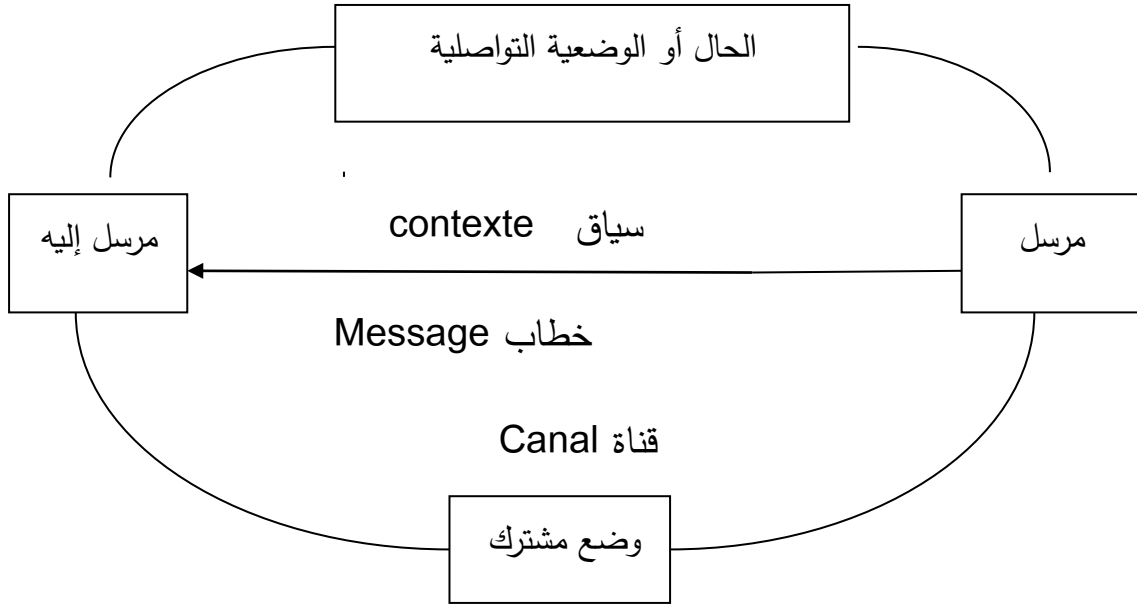 الحال أو الوضعية التواصلية
مرسل
مرسل إليه
سياق contexte
خطاب Message
قناة Canal
وضع مشترك